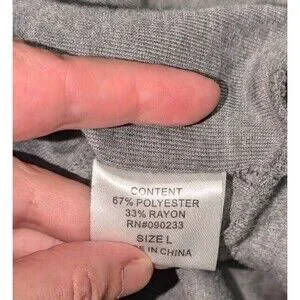 CONTENT
67% POLYESTER
33% RAYON
RN#090233
SIZE L
IN CHINA